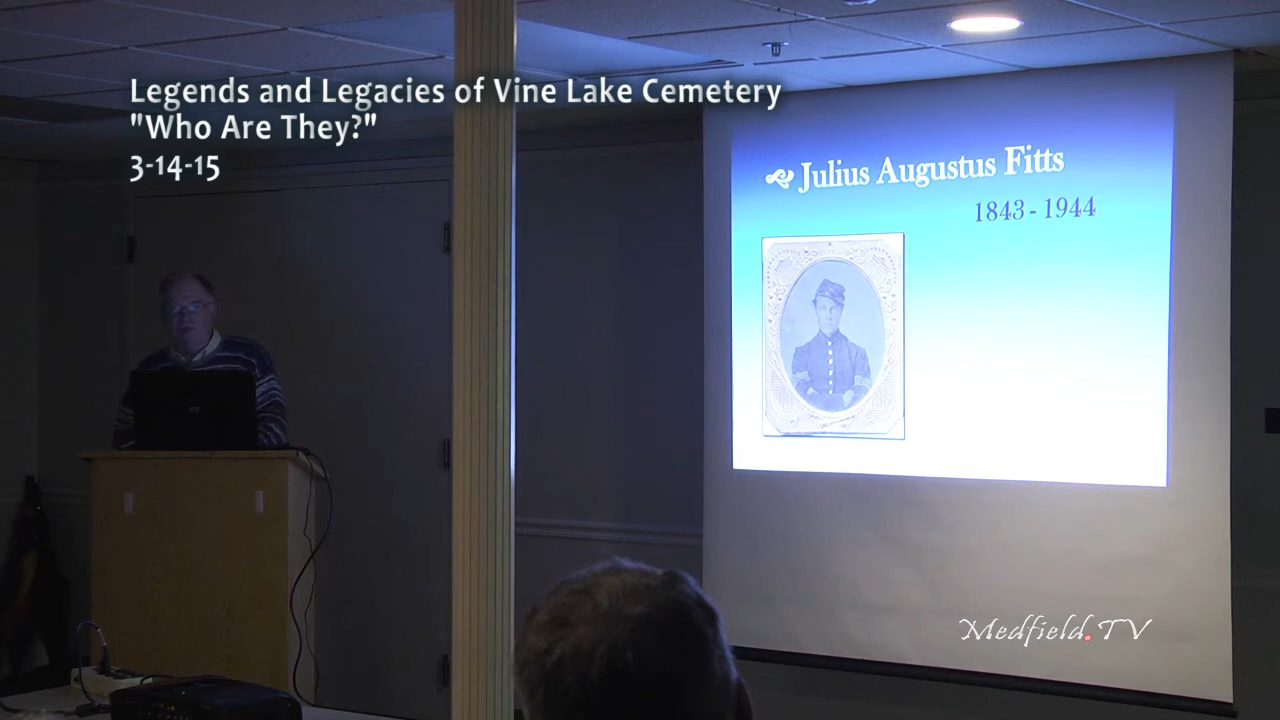 Legends and Legacies of Vine Lake Cemetery
"Who Are They?"
3-14-15
Julius Augustus Fitts
1843 - 1944
Medfield.TV